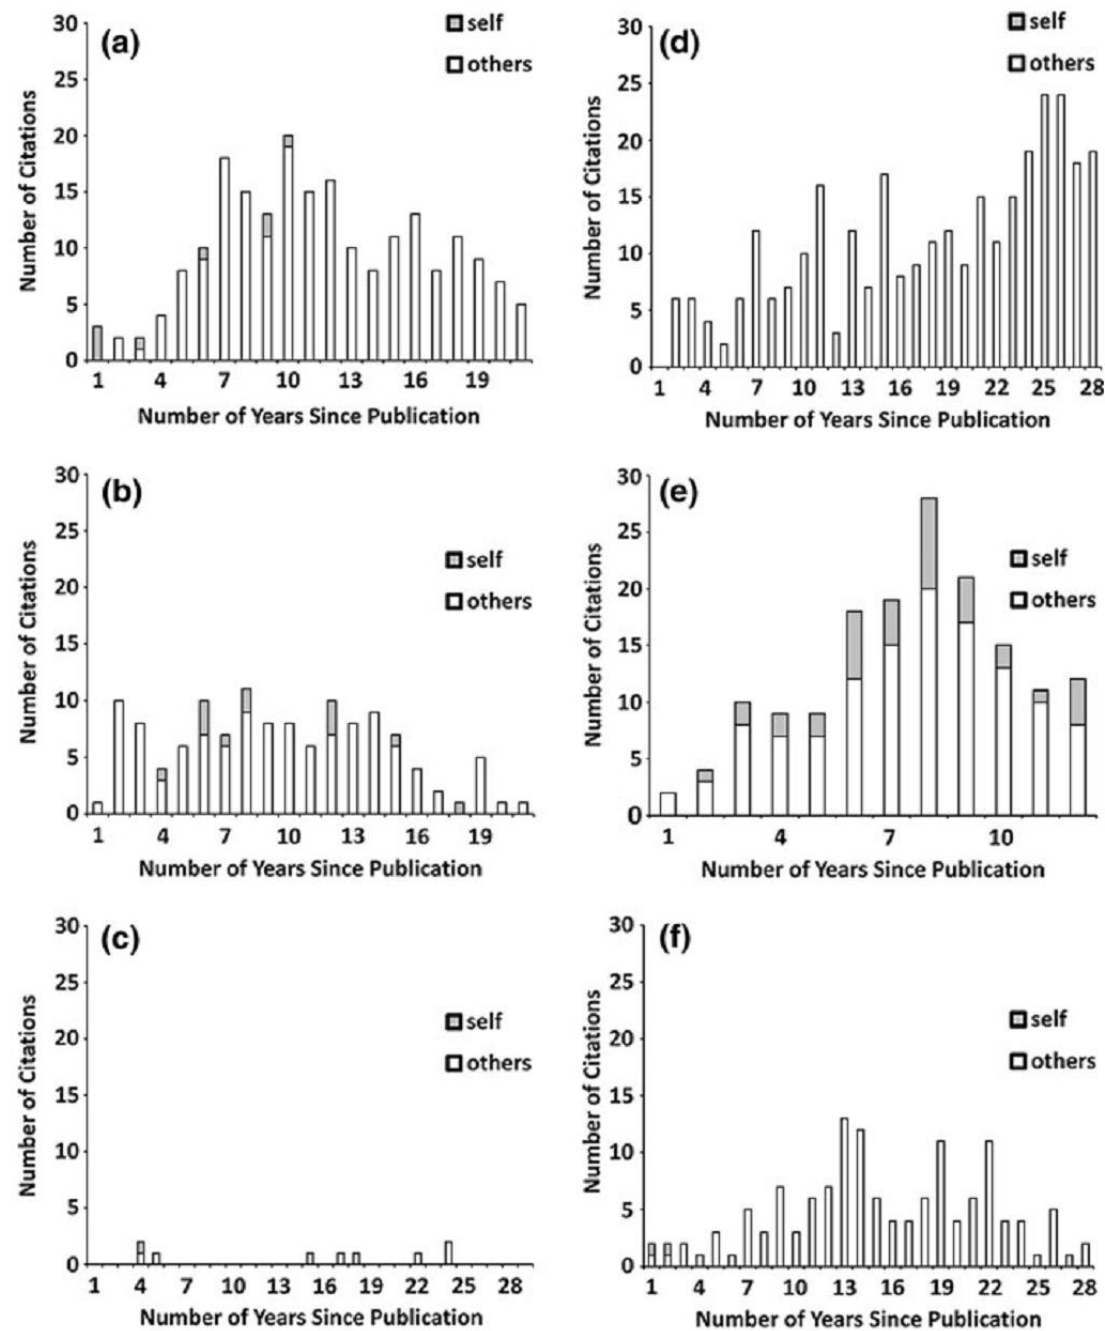 (a)
self
others
Number of Citations
30
25
20
15
10
5
0
1 4 7 10 13 16 19
Number of Years Since Publication
(d)
self
others
Number of Citations
30
25
20
15
10
5
0
1 4 7 10 13 16 19 22 25 28
Number of Years Since Publication
(b)
self
others
Number of Citations
30
25
20
15
10
5
0
1 4 7 10 13 16 19
Number of Years Since Publication
(e)
self
others
Number of Citations
30
25
20
15
10
5
0
1 4 7 10
Number of Years Since Publication
(c)
self
others
Number of Citations
30
25
20
15
10
5
0
1 4 7 10 13 16 19 22 25 28
Number of Years Since Publication
(f)
self
others
Number of Citations
30
25
20
15
10
5
0
1 4 7 10 13 16 19 22 25 28
Number of Years Since Publication